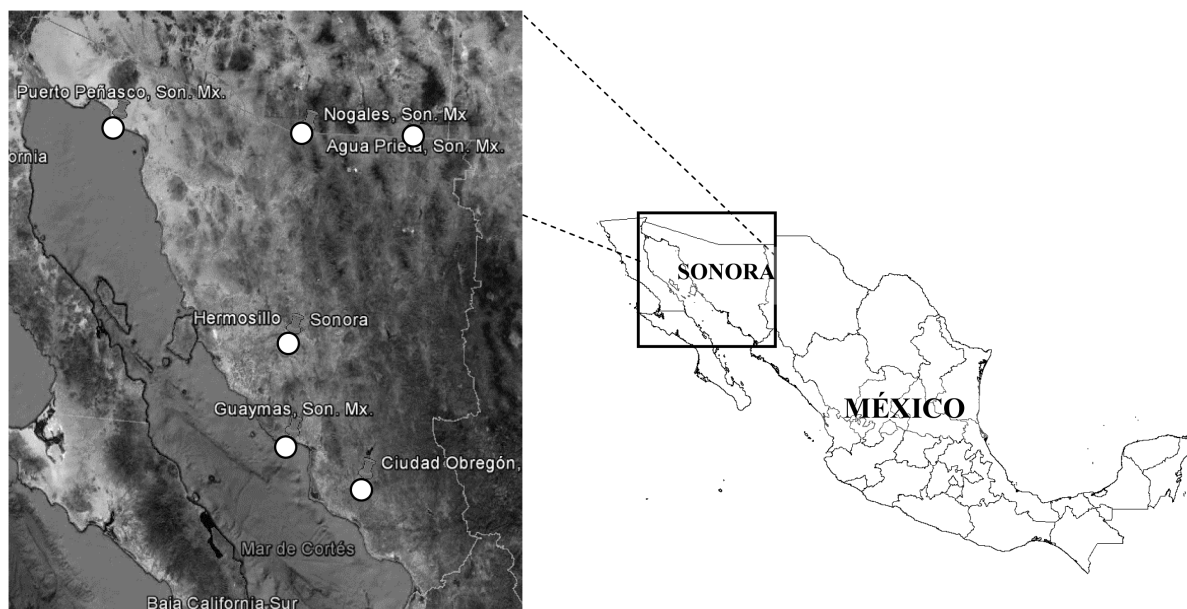 Puerto Peñasco, Son. Mx.
Nogales, Son. Mx
Agua Prieta, Son. Mx.
ornia
Hermosillo Sonora
Guaymas, Son. Mx.
Ciudad Obregón,
Mar de Cortés
Baja California Sur
SONORA
MÉXICO